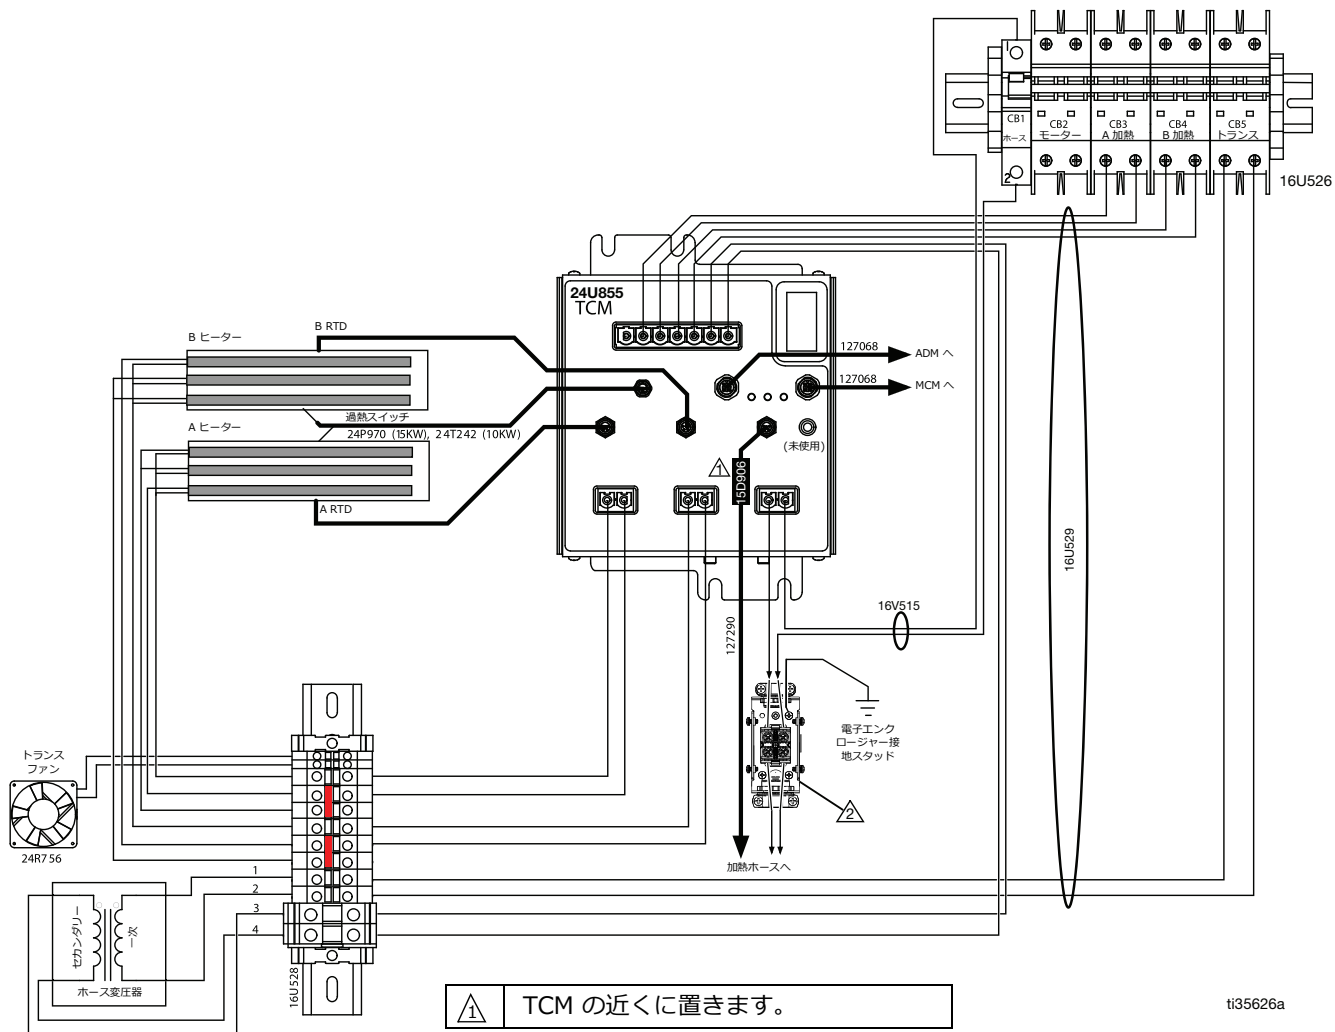 1
CB1
ホース
CB2
モーター
CB3
A 加熱
CB4
B 加熱
CB5
トランス
2
16U526
24U855
TCM
B RTD
B ヒーター
127068
ADM へ
127068
MCM へ
過熱スイッチ
24P970 (15KW), 24T242 (10KW)
A ヒーター
(未使用)
1
15D906
A RTD
16U529
16V515
127290
電子エンク
ロージャー接
地スタッド
2
トランス
ファン
24R756
加熱ホースへ
1
2
3
4
セカンダリー
一次
ホース変圧器
16U528
1
TCM の近くに置きます。
ti35626a